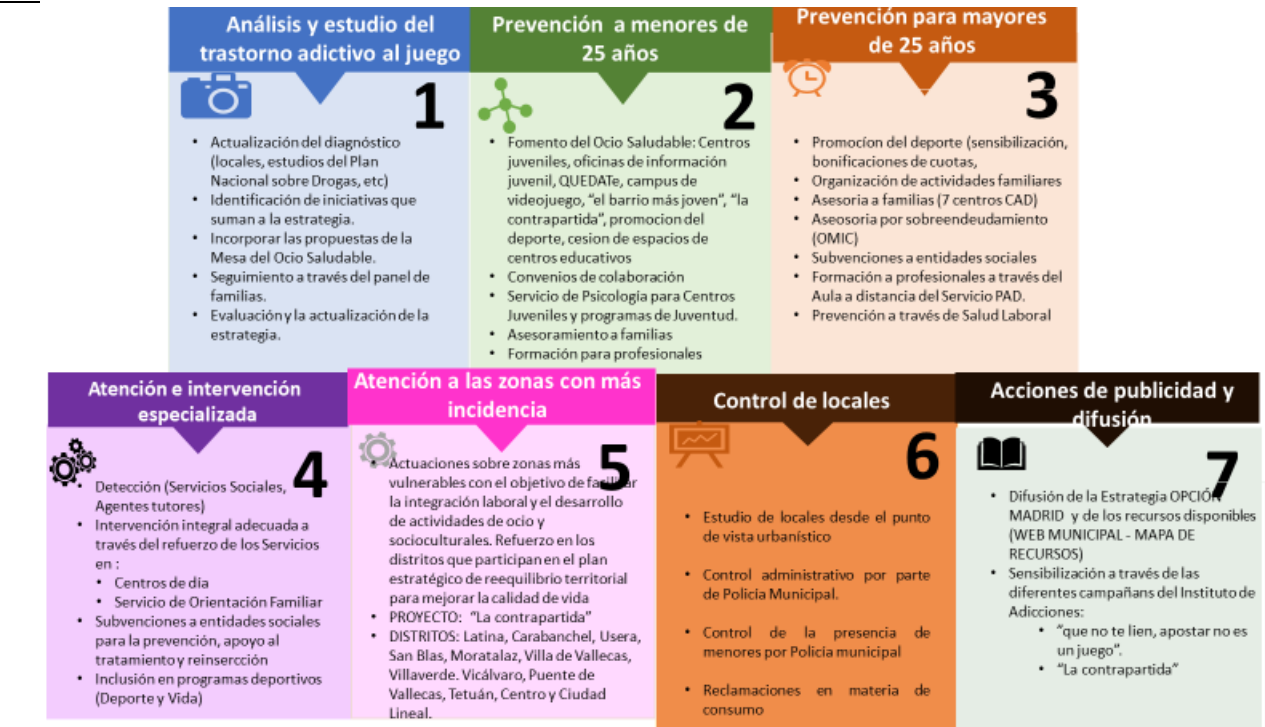 Análisis y estudio del
trastorno adictivo al juego
1
• Actualización del diagnóstico
(locales, estudios del Plan
Nacional sobre Drogas, etc)
• Identificación de iniciativas que
suman a la estrategia.
• Incorporar las propuestas de la
Mesa del Ocio Saludable.
• Seguimiento a través del panel de
familias.
• Evaluación y la actualización de la
estrategia.
Prevención a menores de
25 años
2
• Fomento del Ocio Saludable: Centros
juveniles, oficinas de información
juvenil, QUEDATe, campus de
videojuego, “el barrio más joven”, “la
contrapartida”, promocion del
deporte, cesion de espacios de
centros educativos
• Convenios de colaboración
• Servicio de Psicología para Centros
Juveniles y programas de Juventud.
• Asesoramiento a familias
• Formación para profesionales
Prevención para mayores
de 25 años
3
• Promocíon del deporte (sensibilización,
bonificaciones de cuotas,
• Organización de actividades familiares
• Asesoria a familias (7 centros CAD)
• Aseosoria por sobreendeudamiento
(OMIC)
• Subvenciones a entidades sociales
• Formación a profesionales a través del
Aula a distancia del Servicio PAD.
• Prevención a través de Salud Laboral
Atención e intervención
especializada
4
• Detección (Servicios Sociales,
Agentes tutores)
• Intervención integral adecuada a
través del refuerzo de los Servicios
en :
• Centros de día
• Servicio de Orientación Familiar
• Subvenciones a entidades sociales
para la prevención, apoyo al
tratamiento y reinsercción
• Inclusión en programas deportivos
(Deporte y Vida)
Atención a las zonas con más
incidencia
5
• Actuaciones sobre zonas más
vulnerables con el objetivo de facilitar
la integración laboral y el desarrollo
de actividades de ocio y
socioculturales. Refuerzo en los
distritos que participan en el plan
estratégico de reequilibrio territorial
para mejorar la calidad de vida
• PROYECTO: “La contrapartida”
• DISTRITOS: Latina, Carabanchel, Usera,
San Blas, Moratalaz, Villa de Vallecas,
Villaverde. Vicálvaro, Puente de
Vallecas, Tetuán, Centro y Ciudad
Lineal.
Control de locales
6
• Estudio de locales desde el punto
de vista urbanístico
• Control administrativo por parte
de Policía Municipal.
• Control de la presencia de
menores por Policía municipal
• Reclamaciones en materia de
consumo
Acciones de publicidad y
difusión
7
• Difusión de la Estrategia OPCIÓN
MADRID y de los recursos disponibles
(WEB MUNICIPAL - MAPA DE
RECURSOS)
• Sensibilización a través de las
diferentes campañans del Instituto de
Adicciones:
• “que no te lien, apostar no es
un juego”.
• “La contrapartida”